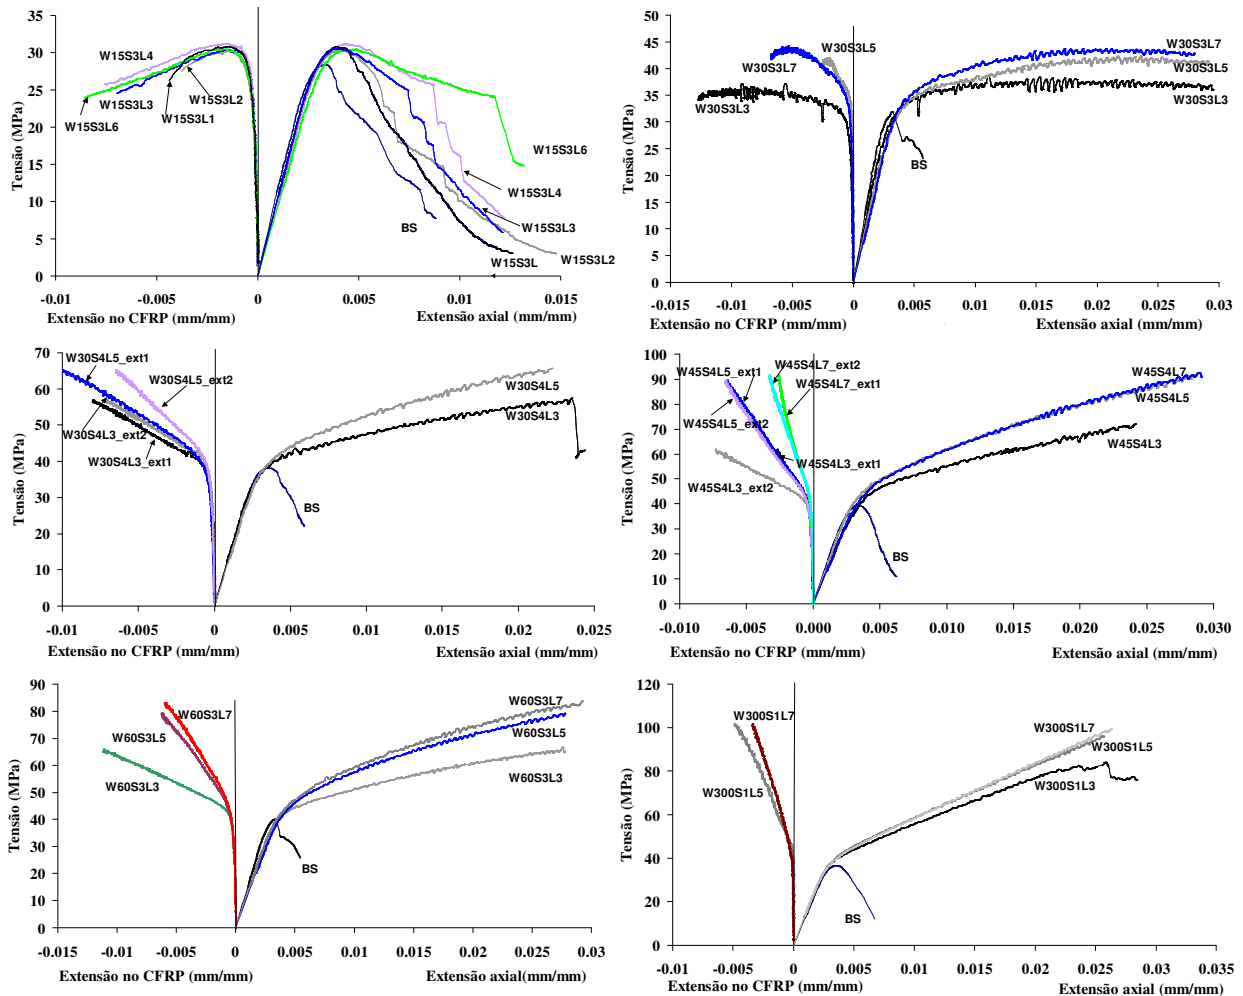 35
30
25
20
15
10
5
0
Tensão (MPa)
W15S3L4
W15S3L3
W15S3L6
W15S3L1
W15S3L2
W15S3L6
W15S3L4
W15S3L3
W15S3L
W15S3L2
BS
-0.01 -0.005 0 0.005 0.01 0.015
Extensão no CFRP (mm/mm) Extensão axial (mm/mm)
50
45
40
35
30
25
20
15
10
5
0
Tensão (MPa)
W30S3L5
W30S3L7
W30S3L3
W30S3L7
W30S3L5
W30S3L3
BS
-0.015 -0.01 -0.005 0 0.005 0.01 0.015 0.02 0.025 0.03
Extensão no CFRP (mm/mm) Extensão axial (mm/mm)
70
60
50
40
30
20
10
0
Tensão (MPa)
W30S4L5_ext1
W30S4L5_ext2
W30S4L3_ext2
W30S4L3_ext1
W30S4L5
W30S4L3
BS
-0.01 -0.005 0 0.005 0.01 0.015 0.02 0.025
Extensão no CFRP (mm/mm) Extensão axial (mm/mm)
100
90
80
70
60
50
40
30
20
10
0
Tensão (MPa)
W45S4L7_ext2
W45S4L5_ext1
W45S4L7_ext1
W45S4L5_ext2
W45S4L3_ext1
W45S4L3_ext2
W45S4L7
W45S4L5
W45S4L3
BS
-0.010 -0.005 0.000 0.005 0.010 0.015 0.020 0.025 0.030
Extensão no CFRP (mm/mm) Extensão axial (mm/mm)
90
80
70
60
50
40
30
20
10
0
Tensão (MPa)
W60S3L7
W60S3L5
W60S3L3
W60S3L7
W60S3L5
W60S3L3
BS
-0.015 -0.01 -0.005 0 0.005 0.01 0.015 0.02 0.025 0.03
Extensão no CFRP (mm/mm) Extensão axial(mm/mm)
120
100
80
60
40
20
0
Tensão (MPa)
W300S1L7
W300S1L5
W300S1L7
W300S1L5
W300S1L3
BS
-0.01 -0.005 0 0.005 0.01 0.015 0.02 0.025 0.03 0.035
Extensão no CFRP (mm/mm) Extensão axial (mm/mm)